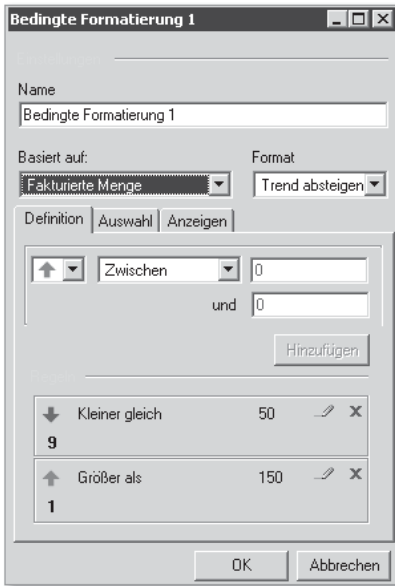 Bedingte Formatierung 1
Name
Bedingte Formatierung 1
Basiert auf: Format
Fakturierte Menge Trend absteigen
Definition Auswahl Anzeigen
Zwischen 0
und 0
Hinzufügen
Kleiner gleich 50
9
Größer als 150
1
OK Abbrechen